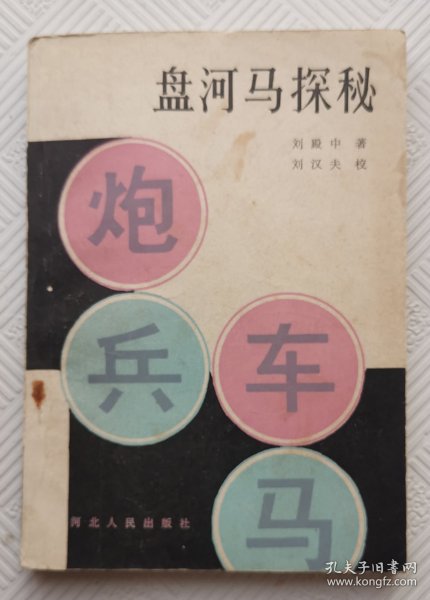 盘河马探秘
刘殿中 著
刘汉夫 校
炮
兵 车
马
河北人民出版社
孔夫子旧书网
www.kongfz.com